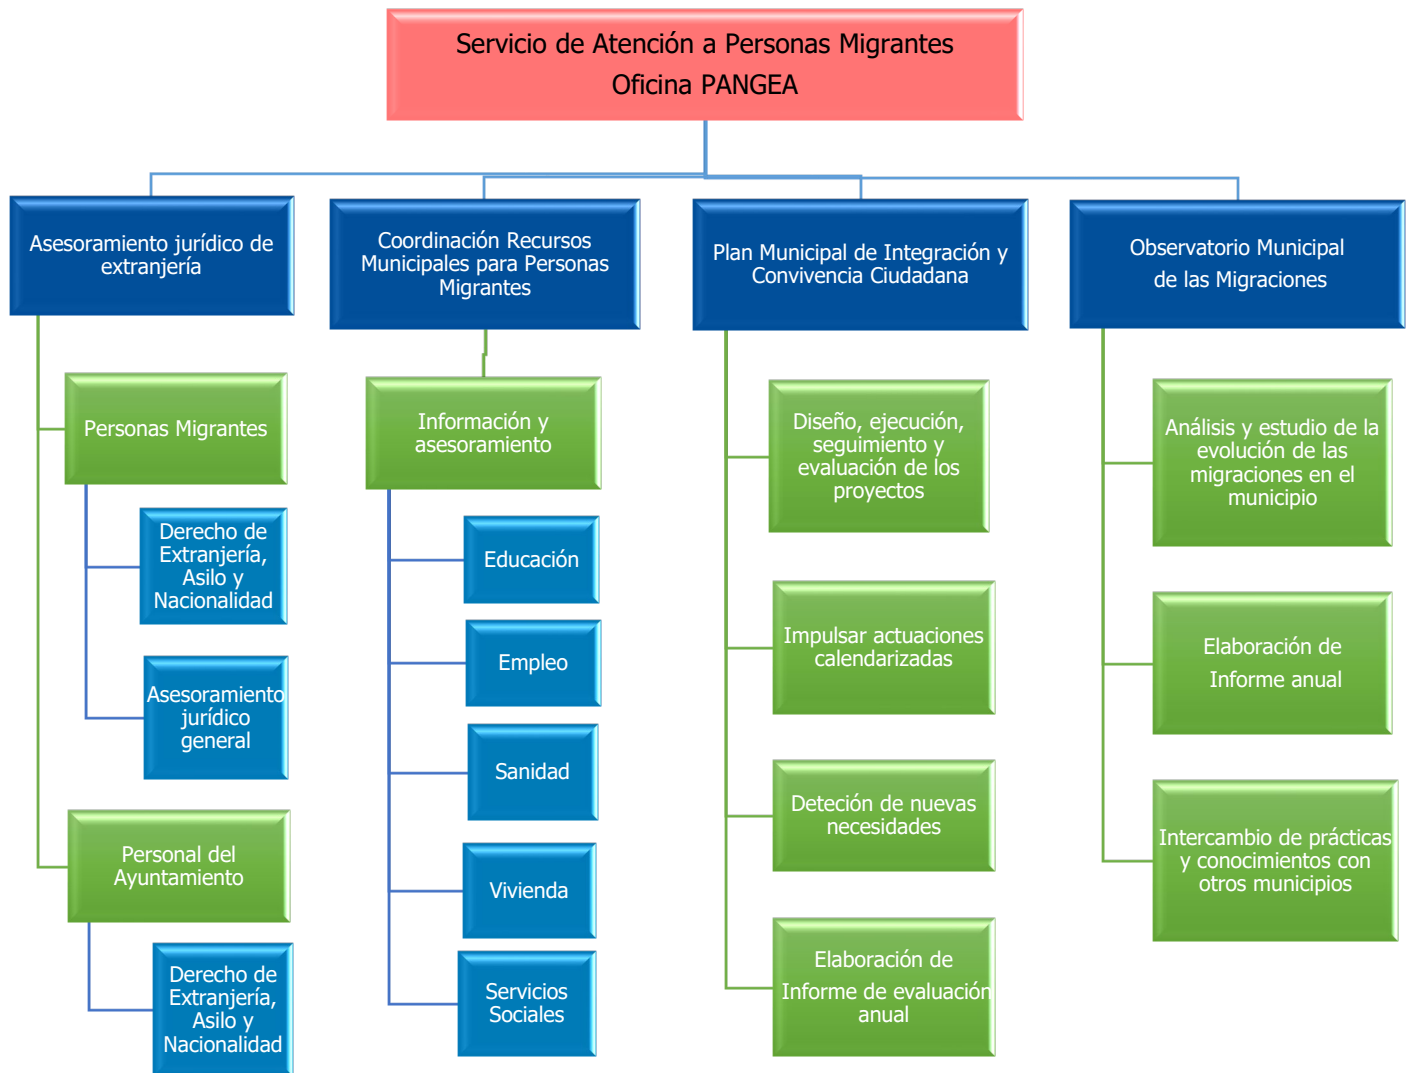 Servicio de Atención a Personas Migrantes
Oficina PANGEA
Asesoramiento jurídico de
extranjería
Personas Migrantes
Derecho de
Extranjería,
Asilo y
Nacionalidad
Asesoramiento
jurídico
general
Personal del
Ayuntamiento
Derecho de
Extranjería,
Asilo y
Nacionalidad
Coordinación Recursos
Municipales para Personas
Migrantes
Información y
asesoramiento
Educación
Empleo
Sanidad
Vivienda
Servicios
Sociales
Plan Municipal de Integración y
Convivencia Ciudadana
Diseño, ejecución,
seguimiento y
evaluación de los
proyectos
Impulsar actuaciones
calendarizadas
Deteción de nuevas
necesidades
Elaboración de
Informe de evaluación
anual
Observatorio Municipal
de las Migraciones
Análisis y estudio de la
evolución de las
migraciones en el
municipio
Elaboración de
Informe anual
Intercambio de prácticas
y conocimientos con
otros municipios